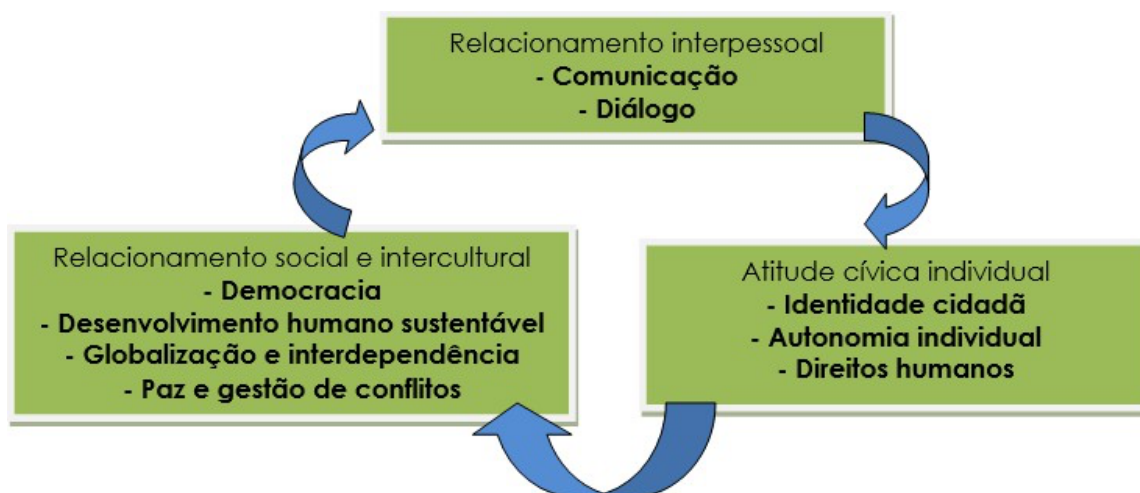 Relacionamento interpessoal
- Comunicação
- Diálogo
Relacionamento social e intercultural
- Democracia
- Desenvolvimento humano sustentável
- Globalização e interdependência
- Paz e gestão de conflitos
Atitude cívica individual
- Identidade cidadã
- Autonomia individual
- Direitos humanos